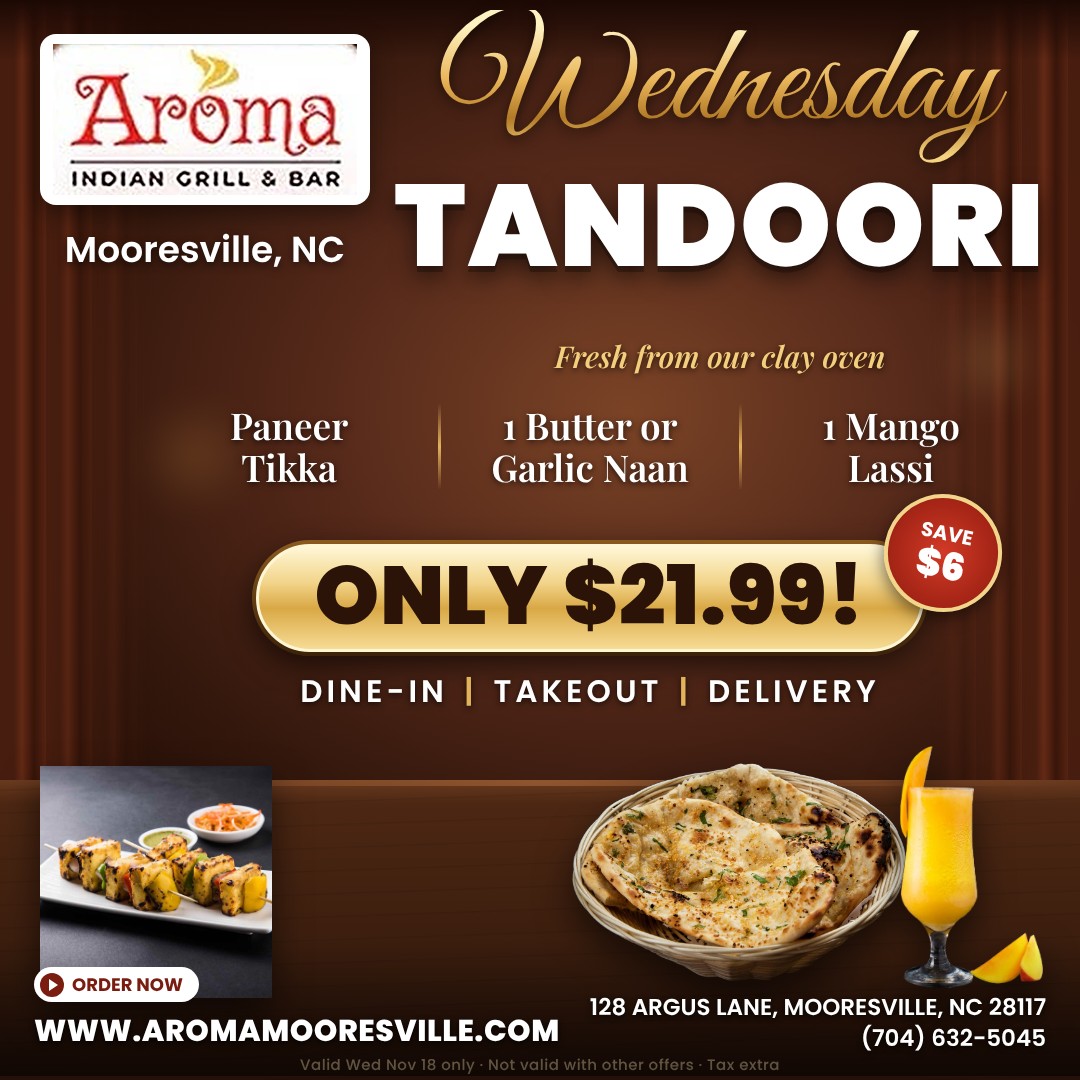 Aroma
INDIAN GRILL & BAR
Mooresville, NC
Wednesday
TANDOORI
Fresh from our clay oven
Paneer
Tikka
1 Butter or
Garlic Naan
1 Mango
Lassi
SAVE
$6
ONLY $21.99!
DINE-IN | TAKEOUT | DELIVERY
ORDER NOW
WWW.AROMAMOORESVILLE.COM
128 ARGUS LANE, MOORESVILLE, NC 28117
(704) 632-5045
Valid Wed Nov 18 only · Not valid with other offers · Tax extra